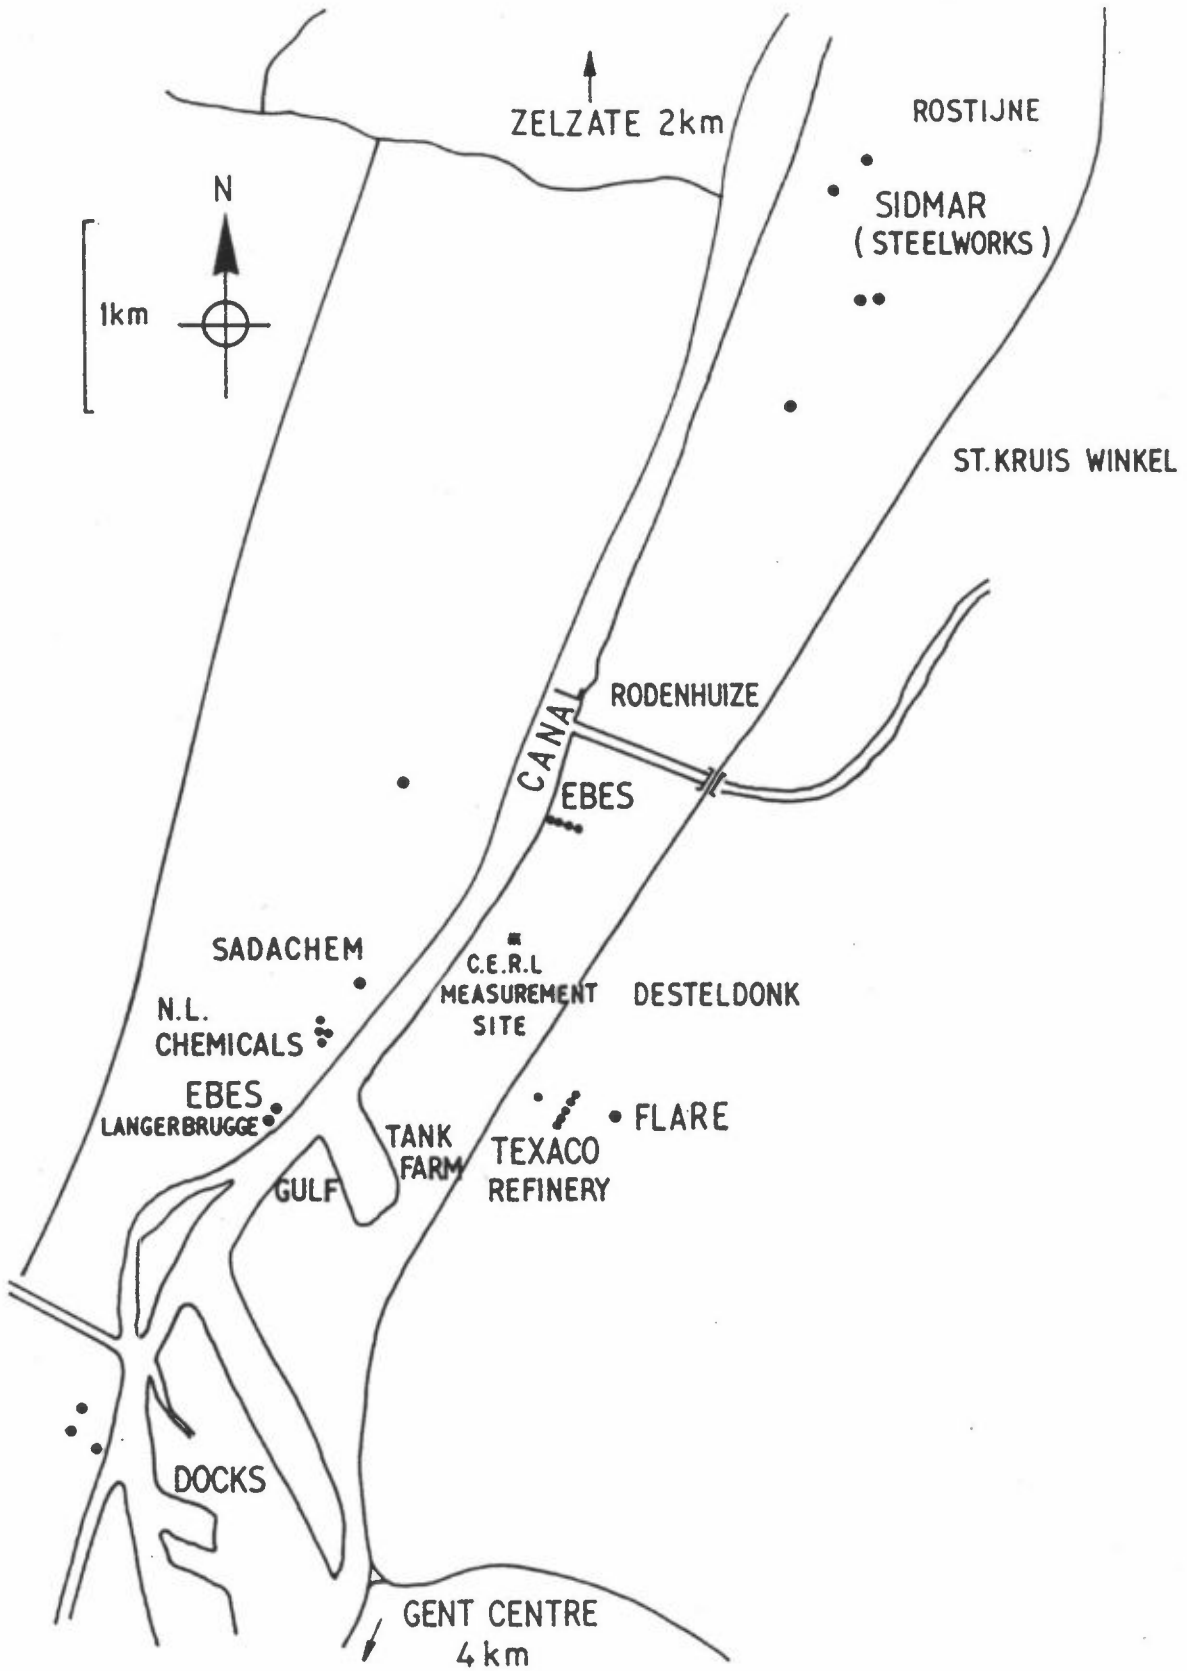 ZELZATE 2km
ROSTIJNE
N
SIDMAR
(STEELWORKS)
1km
ST.KRUIS WINKEL
RODENHUIZE
CANAL
EBES
SADACHEM
C.E.R.L
MEASUREMENT
SITE
DESTELDONK
N.L.
CHEMICALS
EBES
LANGERBRUGGE
FLARE
TANK
FARM
TEXACO
REFINERY
GULF
DOCKS
GENT CENTRE
4km